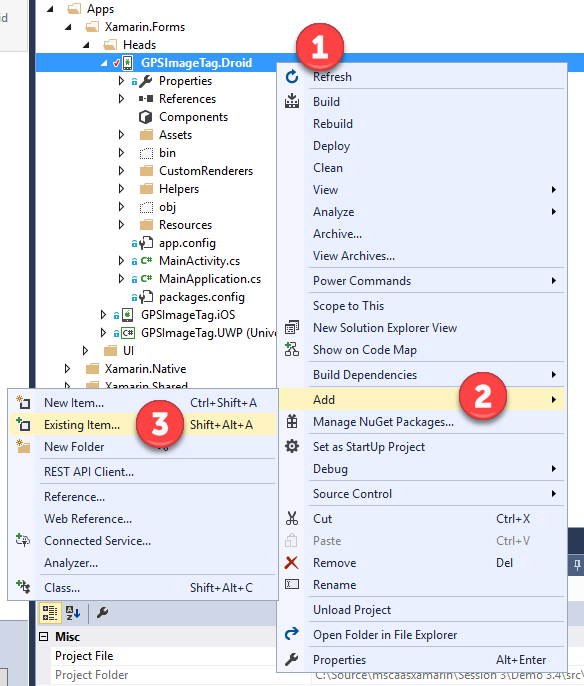 Apps
Xamarin.Forms
Heads
GPSImageTag.Droid
1
Properties
References
Components
Assets
bin
CustomRenderers
Helpers
obj
Resources
app.config
MainActivity.cs
MainApplication.cs
packages.config
GPSImageTag.iOS
GPSImageTag.UWP (Unive
UI
Xamarin.Native
Xamarin.Shared
Refresh
Build
Rebuild
Deploy
Clean
View
Analyze
Archive...
View Archives...
Power Commands
Scope to This
New Solution Explorer View
Show on Code Map
Build Dependencies
Add
2
Manage NuGet Packages...
Set as StartUp Project
Debug
Source Control
Cut Ctrl+X
Paste Ctrl+V
Remove Del
Rename
Unload Project
Open Folder in File Explorer
Properties Alt+Enter
New Item... Ctrl+Shift+A
Existing Item... 3 Shift+Alt+A
New Folder
REST API Client...
Reference...
Web Reference...
Connected Service...
Analyzer...
Class... Shift+Alt+C
Misc
Project File
Project Folder C:\Source\mscaasxamarin\Session 3\Demo 3.4\src\